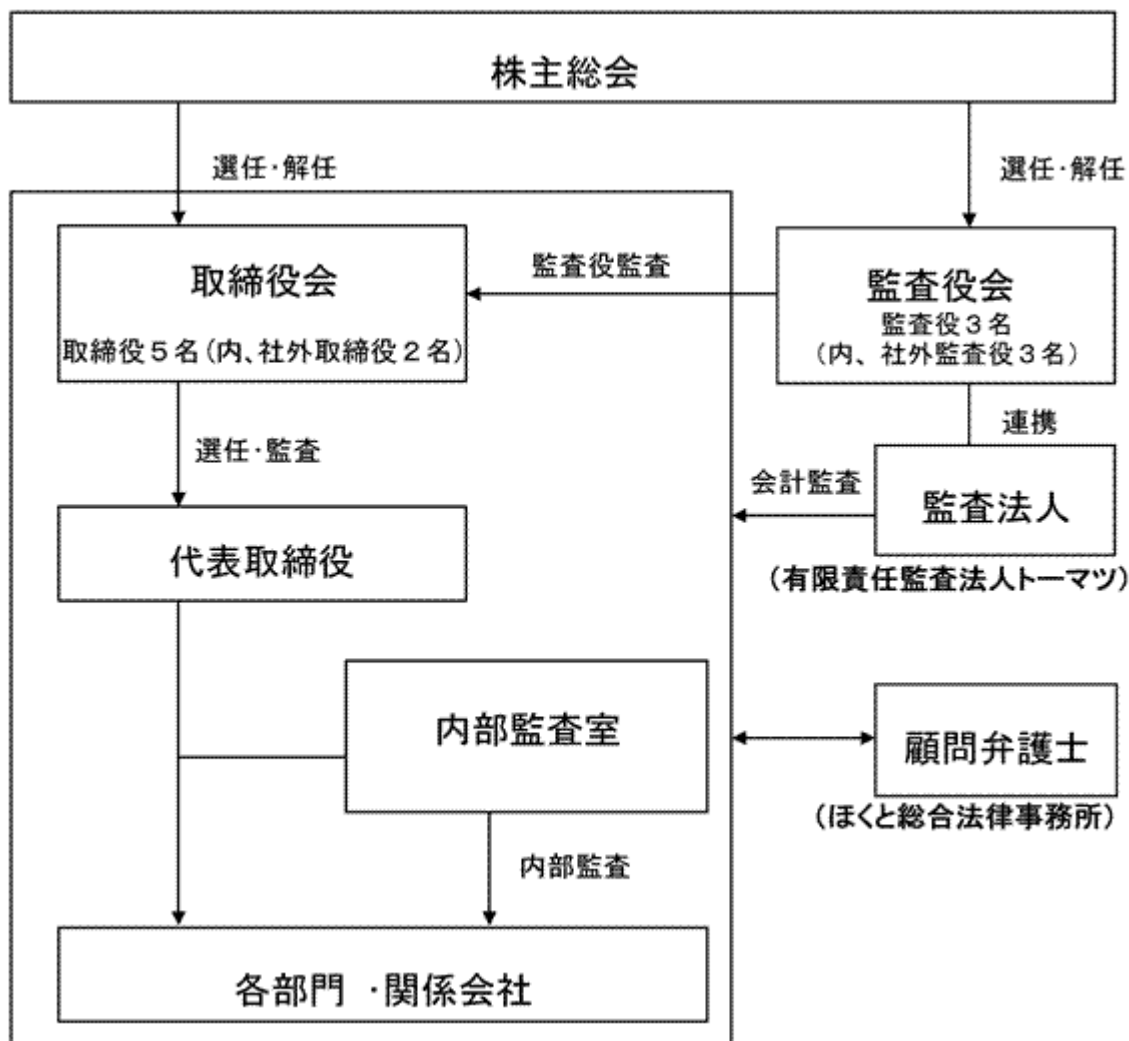 株主総会
選任・解任
選任・解任
取締役会
取締役５名(内、社外取締役２名)
監査役監査
監査役会
監査役３名
(内、社外監査役３名)
選任・監査
連携
代表取締役
会計監査
監査法人
(有限責任監査法人トーマツ)
内部監査室
顧問弁護士
(ほくと総合法律事務所)
内部監査
各部門 ・関係会社